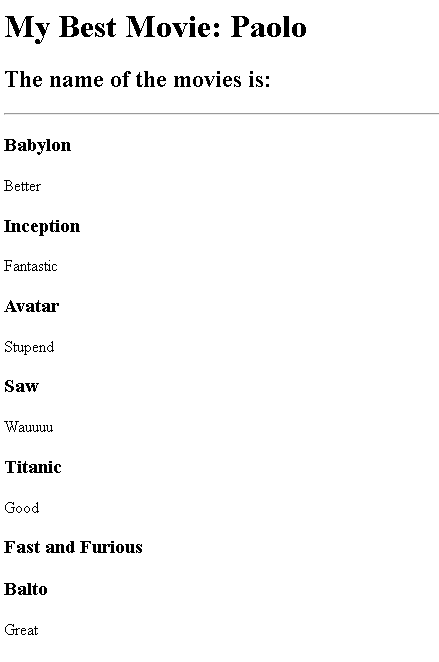 My Best Movie: Paolo
The name of the movies is:
Babylon
Better
Inception
Fantastic
Avatar
Stupend
Saw
Wauuuu
Titanic
Good
Fast and Furious
Balto
Great